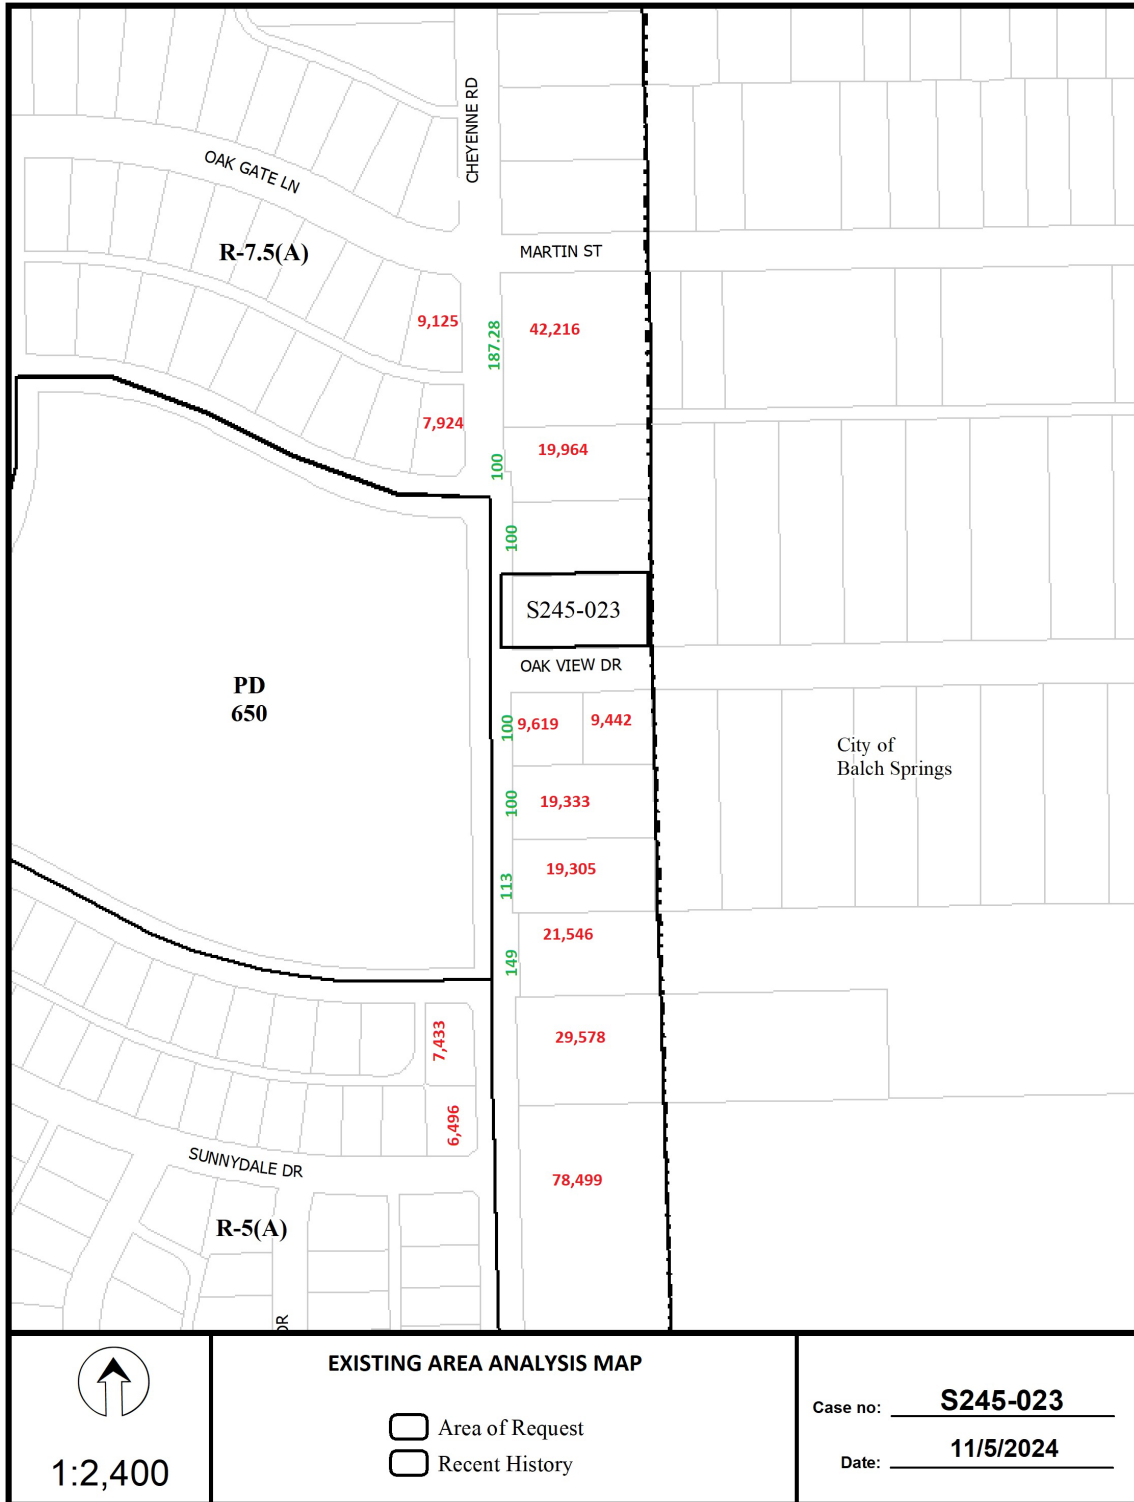 CHEYENNE RD
OAK GATE LN
R-7.5(A)
MARTIN ST
9,125
187.28
42,216
7,924
19,964
100
100
S245-023
OAK VIEW DR
PD
650
100
9,619
9,442
City of
Balch Springs
100
19,333
113
19,305
21,546
149
7,433
29,578
6,496
SUNNYDALE DR
78,499
R-5(A)
DR
1:2,400
EXISTING AREA ANALYSIS MAP
Area of Request
Recent History
Case no: S245-023
Date: 11/5/2024